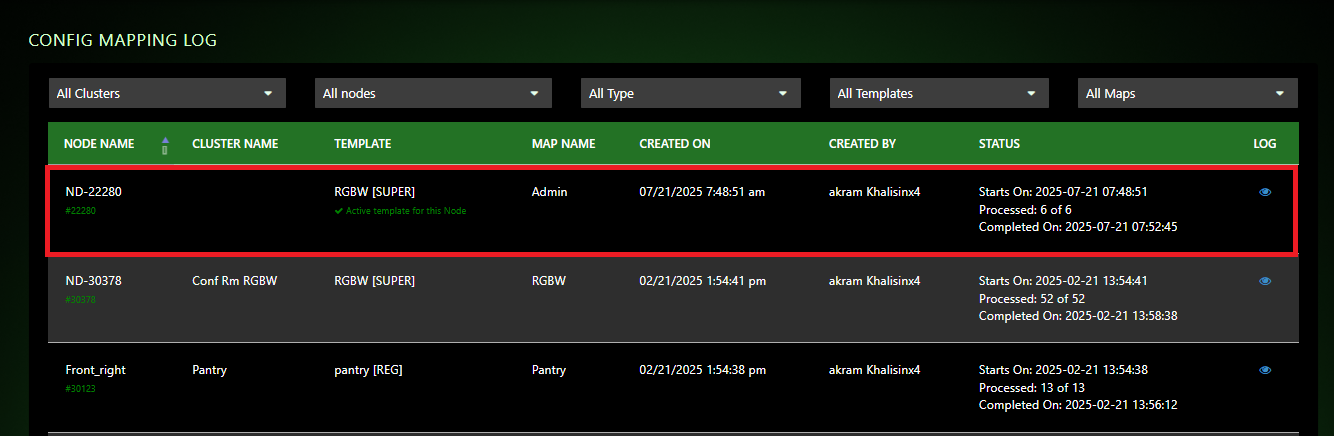 CONFIG MAPPING LOG
All Clusters All nodes All Type All Templates All Maps
NODE NAME CLUSTER NAME TEMPLATE MAP NAME CREATED ON CREATED BY STATUS LOG
ND-22280 RGBW [SUPER] Admin 07/21/2025 7:48:51 am akram Khalisinx4 Starts On: 2025-07-21 07:48:51
#22280 Active template for this Node Processed: 6 of 6
Completed On: 2025-07-21 07:52:45
ND-30378 Conf Rm RGBW RGBW [SUPER] RGBW 02/21/2025 1:54:41 pm akram Khalisinx4 Starts On: 2025-02-21 13:54:41
#30378 Processed: 52 of 52
Completed On: 2025-02-21 13:58:38
Front_right Pantry pantry [REG] Pantry 02/21/2025 1:54:38 pm akram Khalisinx4 Starts On: 2025-02-21 13:54:38
#30123 Processed: 13 of 13
Completed On: 2025-02-21 13:56:12